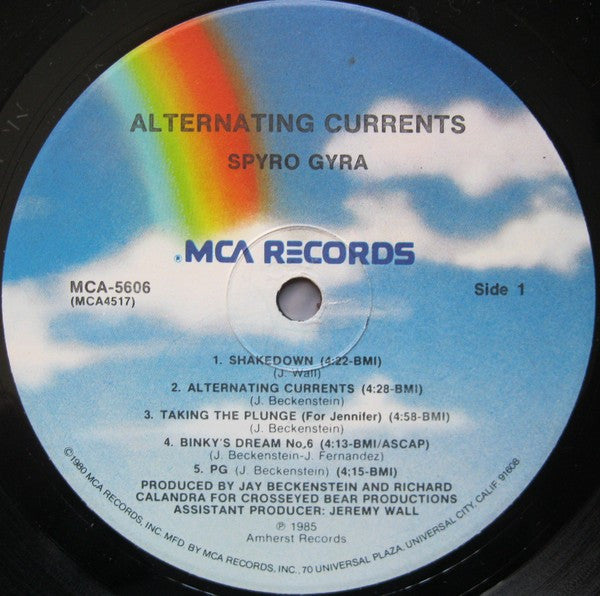 ALTERNATING CURRENTS
SPYRO GYRA
®MCA RECORDS
MCA-5606
(MCA4517)
Side 1
1. SHAKEDOWN (4:22-BMI)
(J. Wall)
2. ALTERNATING CURRENTS (4:28-BMI)
(J. Beckenstein)
3. TAKING THE PLUNGE (For Jennifer) (4:58-BMI)
(J. Beckenstein)
4. BINKY'S DREAM No.6 (4:13-BMI/ASCAP)
(J. Beckenstein-J. Fernandez)
5. PG (J. Beckenstein) (4:15-BMI)
PRODUCED BY JAY BECKENSTEIN AND RICHARD
CALANDRA FOR CROSSEYED BEAR PRODUCTIONS
ASSISTANT PRODUCER: JEREMY WALL
℗ 1985
Amherst Records
©1980 MCA RECORDS, INC. MFD BY MCA RECORDS, INC., 70 UNIVERSAL PLAZA, UNIVERSAL CITY, CALIF. 91608